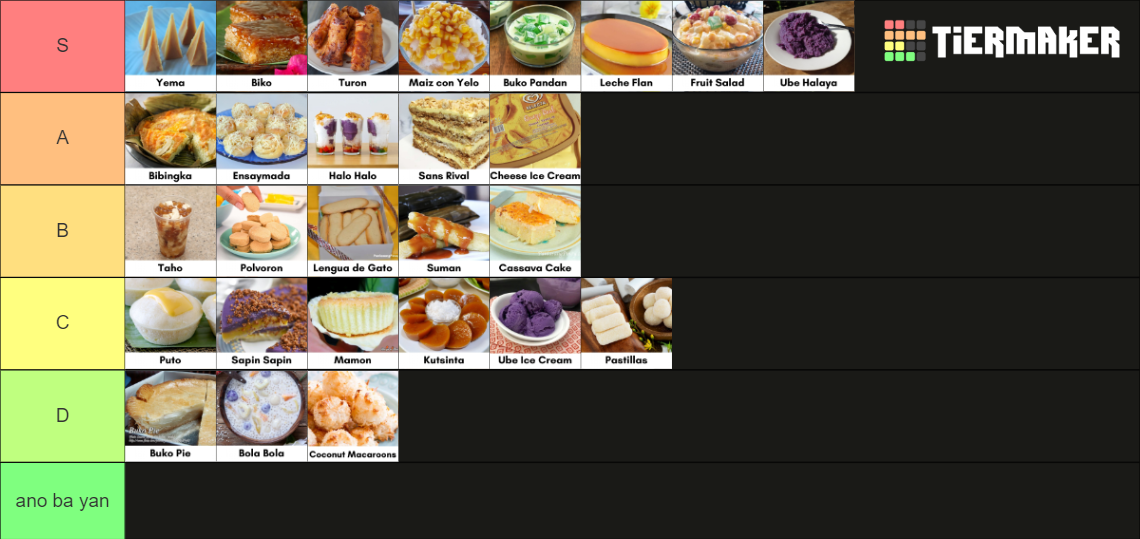 S
Yema
Biko
Turon
Maiz con Yelo
Buko Pandan
Leche Flan
Fruit Salad
Ube Halaya
TIERMAKER
A
Bibingka
Ensaymada
Halo Halo
Sans Rival
Cheese Ice Cream
B
Taho
Polvoron
Lengua de Gato
Suman
Cassava Cake
C
Puto
Sapin Sapin
Mamon
Kutsinta
Ube Ice Cream
Pastillas
D
Buko Pie
Buko Pie
Bola Bola
Coconut Macaroons
ano ba yan